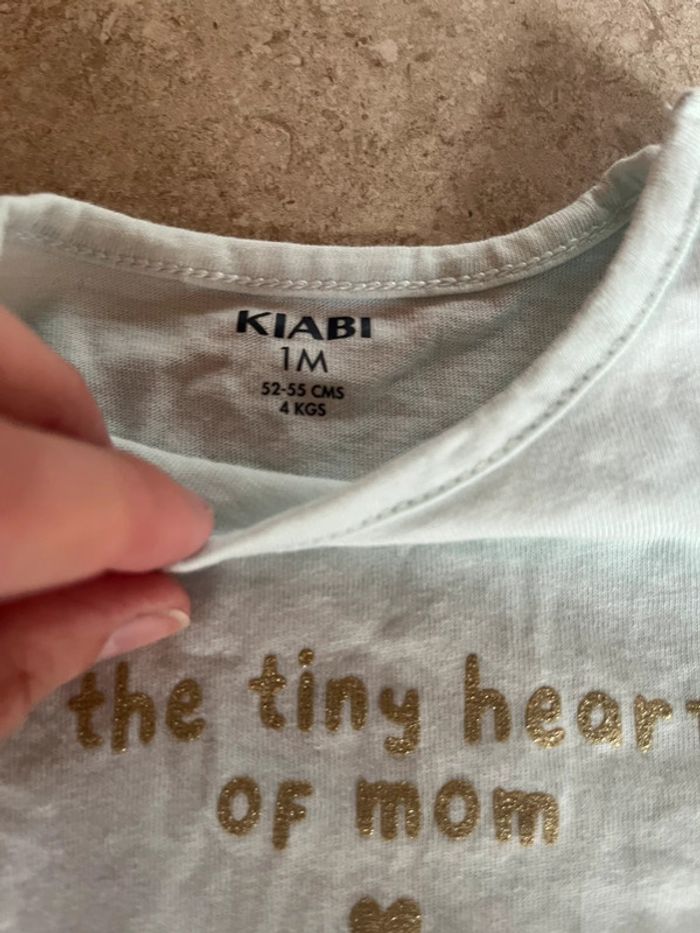 KIABI
1M
52-55 CMS
4 KGS
the tiny heart
of mom